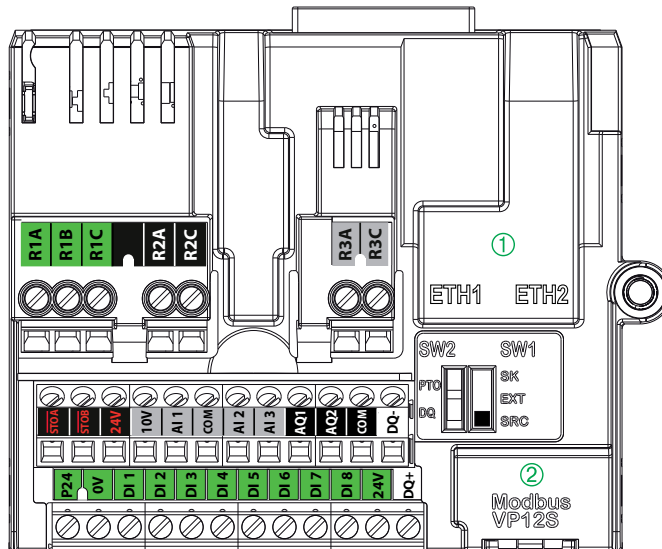 R1A R1B R1C R2A R2C R3A R3C
①
ETH1 ETH2
SW2 SW1
PTO SK
EXT
DQ SRC
STOA STOB 24V 10V AI 1 COM AI 2 AI 3 AQ1 AQ2 COM DQ-
P24 0V DI 1 DI 2 DI 3 DI 4 DI 5 DI 6 DI 7 DI 8 24V DQ+
②
Modbus
VP12S